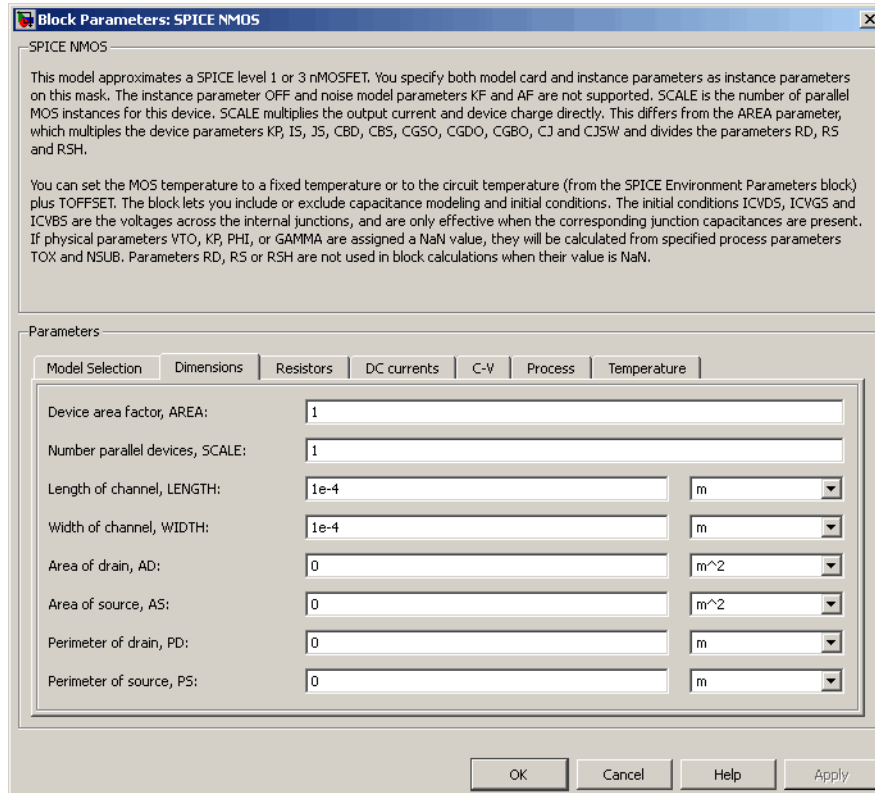 Block Parameters: SPICE NMOS
SPICE NMOS
This model approximates a SPICE level 1 or 3 nMOSFET. You specify both model card and instance parameters as instance parameters
on this mask. The instance parameter OFF and noise model parameters KF and AF are not supported. SCALE is the number of parallel
MOS instances for this device. SCALE multiplies the output current and device charge directly. This differs from the AREA parameter,
which multiples the device parameters KP, IS, JS, CBD, CBS, CGSO, CGDO, CGBO, CJ and CJSW and divides the parameters RD, RS
and RSH.
You can set the MOS temperature to a fixed temperature or to the circuit temperature (from the SPICE Environment Parameters block)
plus TOFFSET. The block lets you include or exclude capacitance modeling and initial conditions. The initial conditions ICVDS, ICVGS and
ICVBS are the voltages across the internal junctions, and are only effective when the corresponding junction capacitances are present.
If physical parameters VTO, KP, PHI, or GAMMA are assigned a NaN value, they will be calculated from specified process parameters
TOX and NSUB. Parameters RD, RS or RSH are not used in block calculations when their value is NaN.
Parameters
Model Selection Dimensions Resistors DC currents C-V Process Temperature
Device area factor, AREA: 1
Number parallel devices, SCALE: 1
Length of channel, LENGTH: 1e-4 m
Width of channel, WIDTH: 1e-4 m
Area of drain, AD: 0 m^2
Area of source, AS: 0 m^2
Perimeter of drain, PD: 0 m
Perimeter of source, PS: 0 m
OK Cancel Help Apply